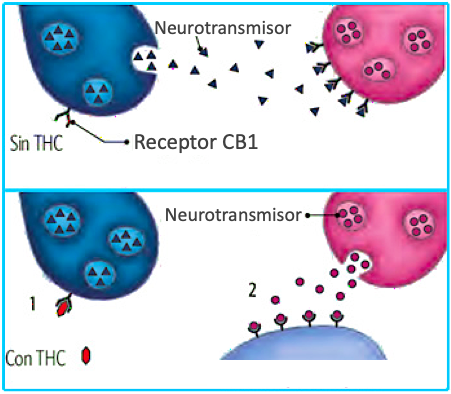 Neurotransmisor
Sin THC
Receptor CB1
Neurotransmisor
1
2
Con THC